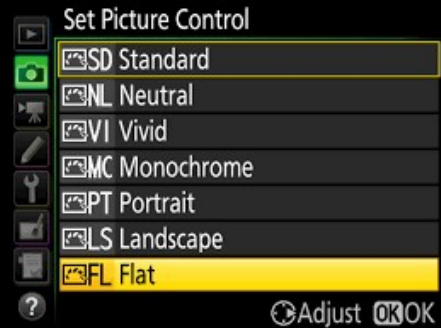 Set Picture Control
SD Standard
NL Neutral
VI Vivid
MC Monochrome
PT Portrait
LS Landscape
FL Flat
? Adjust OK OK